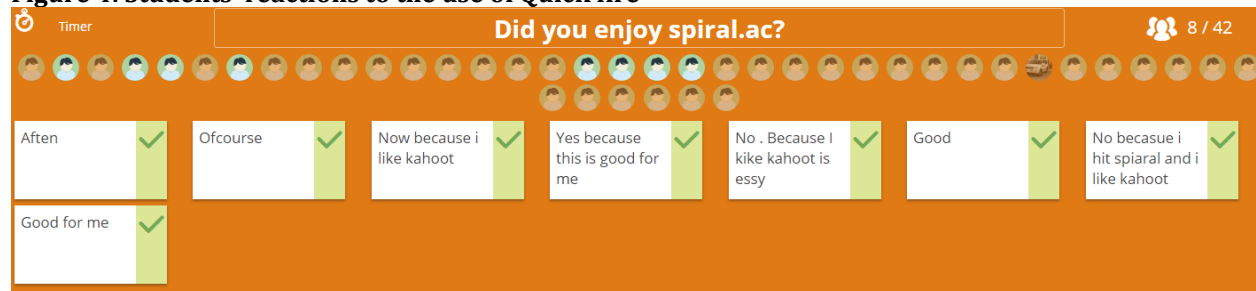 Figure 4. Students' reactions to the use of Quickfire
Timer
Did you enjoy spiral.ac?
8 / 42
Aften
Ofcourse
Now because i
like kahoot
Yes because
this is good for
me
No . Because I
kike kahoot is
essy
Good
No becasue i
hit spiaral and i
like kahoot
Good for me